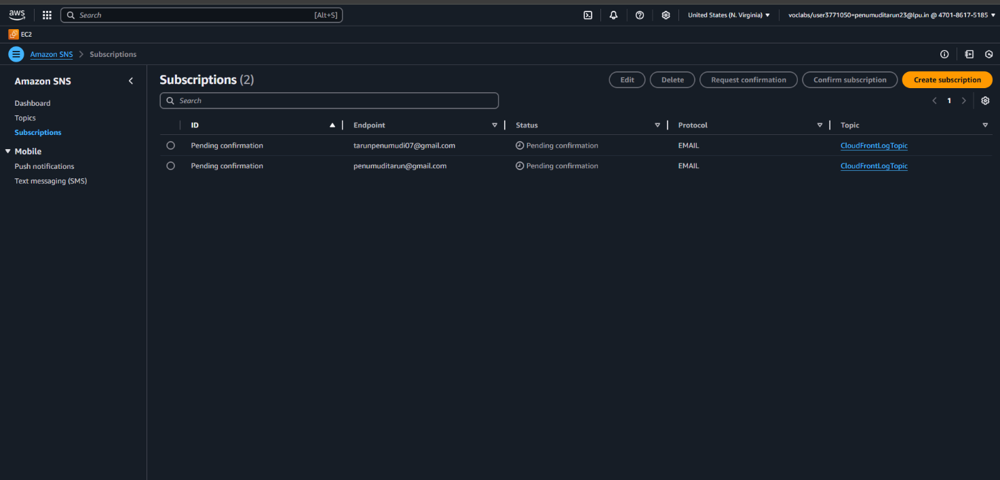 aws
Search [Alt+S] United States (N. Virginia) voclabs/user3771050=penumuditarun23@lpu.in @ 4701-8617-5185
EC2
Amazon SNS Subscriptions
Amazon SNS
Dashboard
Topics
Subscriptions
Mobile
Push notifications
Text messaging (SMS)
Subscriptions (2) Edit Delete Request confirmation Confirm subscription Create subscription
Search 1
ID Endpoint Status Protocol Topic
Pending confirmation tarunpenumudi07@gmail.com Pending confirmation EMAIL CloudFrontLogTopic
Pending confirmation penumuditarun@gmail.com Pending confirmation EMAIL CloudFrontLogTopic